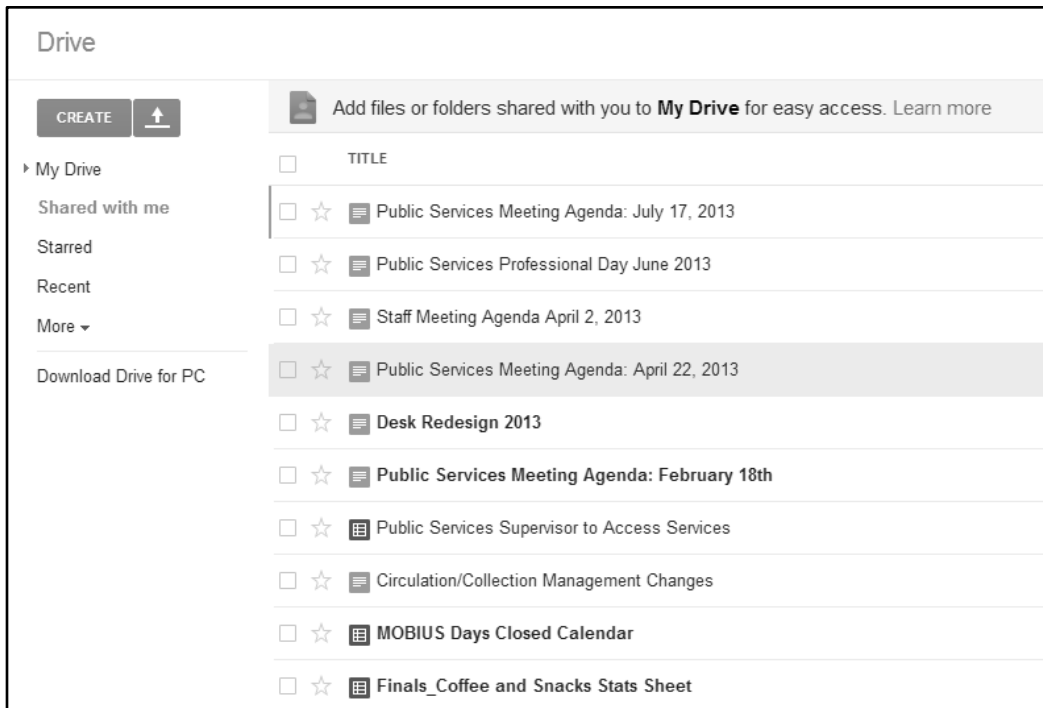 Drive
CREATE
My Drive
Shared with me
Starred
Recent
More
Download Drive for PC
Add files or folders shared with you to My Drive for easy access. Learn more
TITLE
Public Services Meeting Agenda: July 17, 2013
Public Services Professional Day June 2013
Staff Meeting Agenda April 2, 2013
Public Services Meeting Agenda: April 22, 2013
Desk Redesign 2013
Public Services Meeting Agenda: February 18th
Public Services Supervisor to Access Services
Circulation/Collection Management Changes
MOBIUS Days Closed Calendar
Finals_Coffee and Snacks Stats Sheet